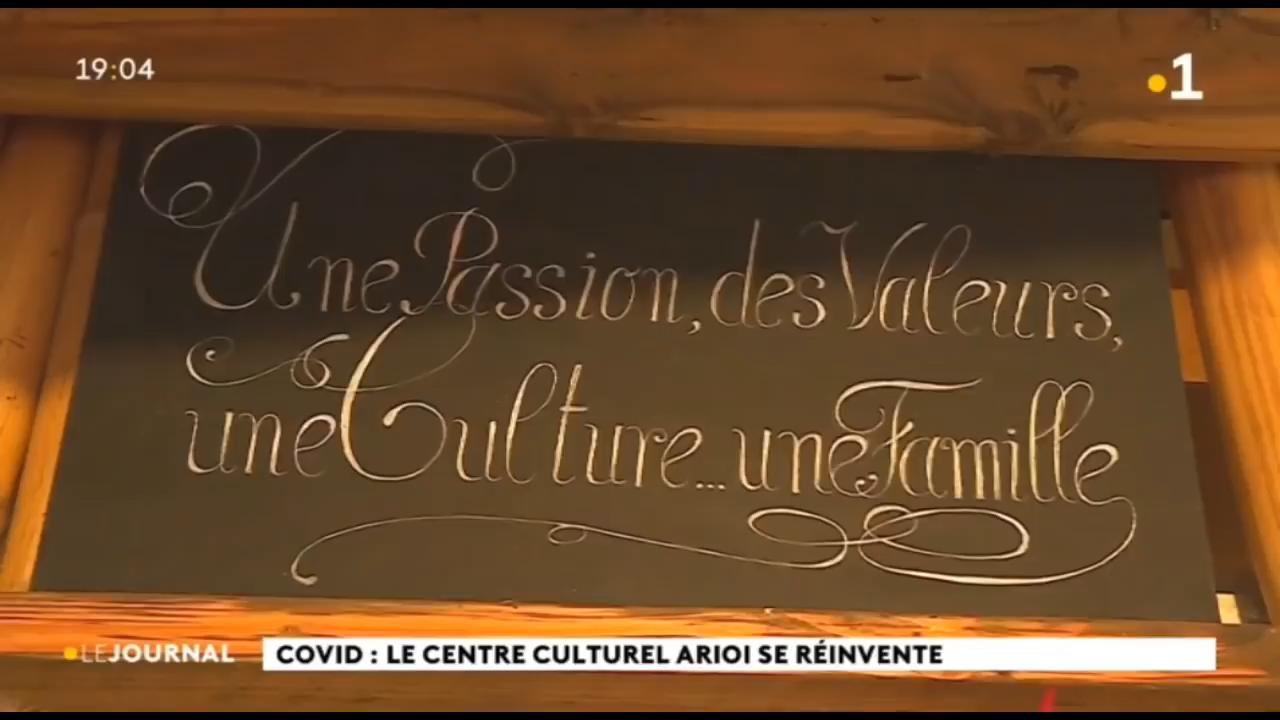 19:04
1
Une Passion, des Valeurs,
une Culture... une Famille
LE JOURNAL
COVID : LE CENTRE CULTUREL ARIOI SE RÉINVENTE